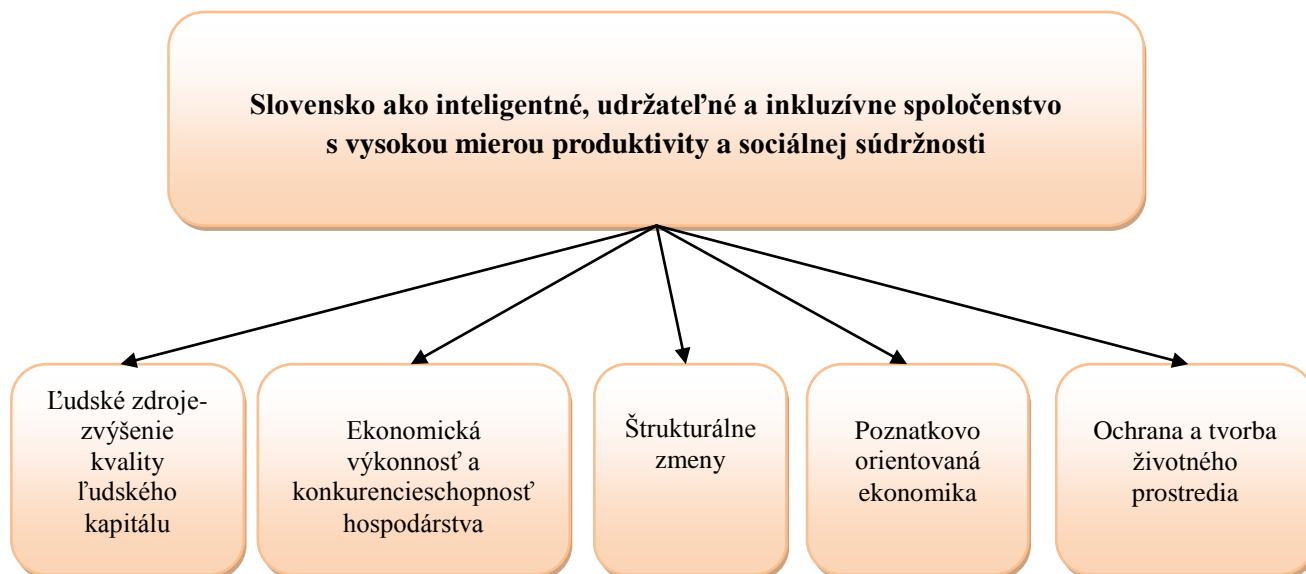 Slovensko ako inteligentné, udržateľné a inkluzívne spoločenstvo
s vysokou mierou produktivity a sociálnej súdržnosti
Ľudské zdroje-
zvýšenie
kvality
ľudského
kapitálu
Ekonomická
výkonnosť a
konkurencieschopnosť
hospodárstva
Štrukturálne
zmeny
Poznatkovo
orientovaná
ekonomika
Ochrana a tvorba
životného
prostredia